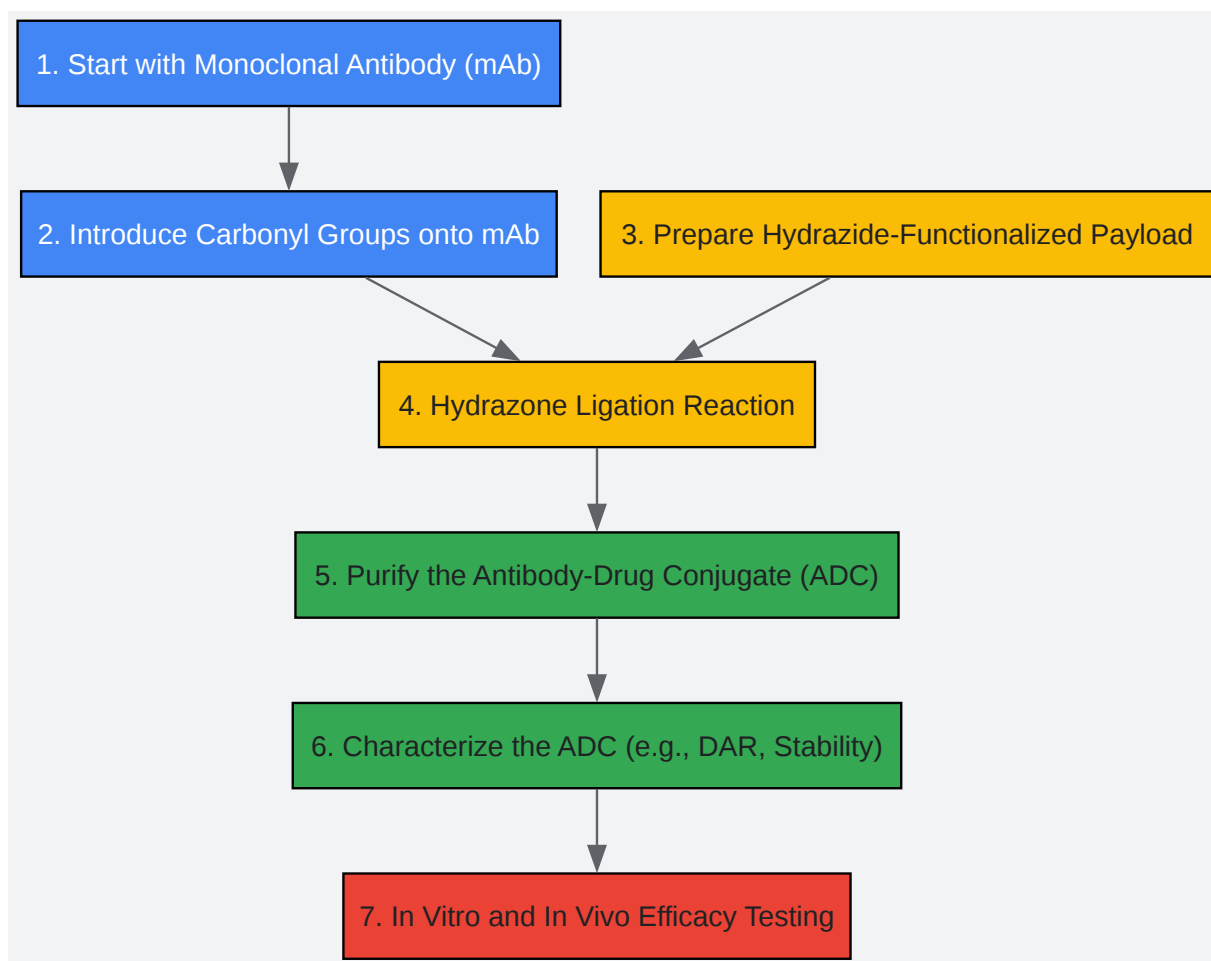 1. Start with Monoclonal Antibody (mAb)
2. Introduce Carbonyl Groups onto mAb
3. Prepare Hydrazide-Functionalized Payload
4. Hydrazone Ligation Reaction
5. Purify the Antibody-Drug Conjugate (ADC)
6. Characterize the ADC (e.g., DAR, Stability)
7. In Vitro and In Vivo Efficacy Testing